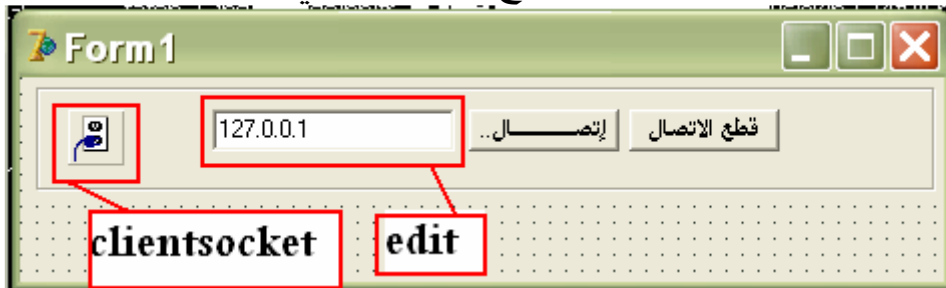 Form1
127.0.0.1
إتصـــــــال..
قطع الاتصال
clientsocket
edit